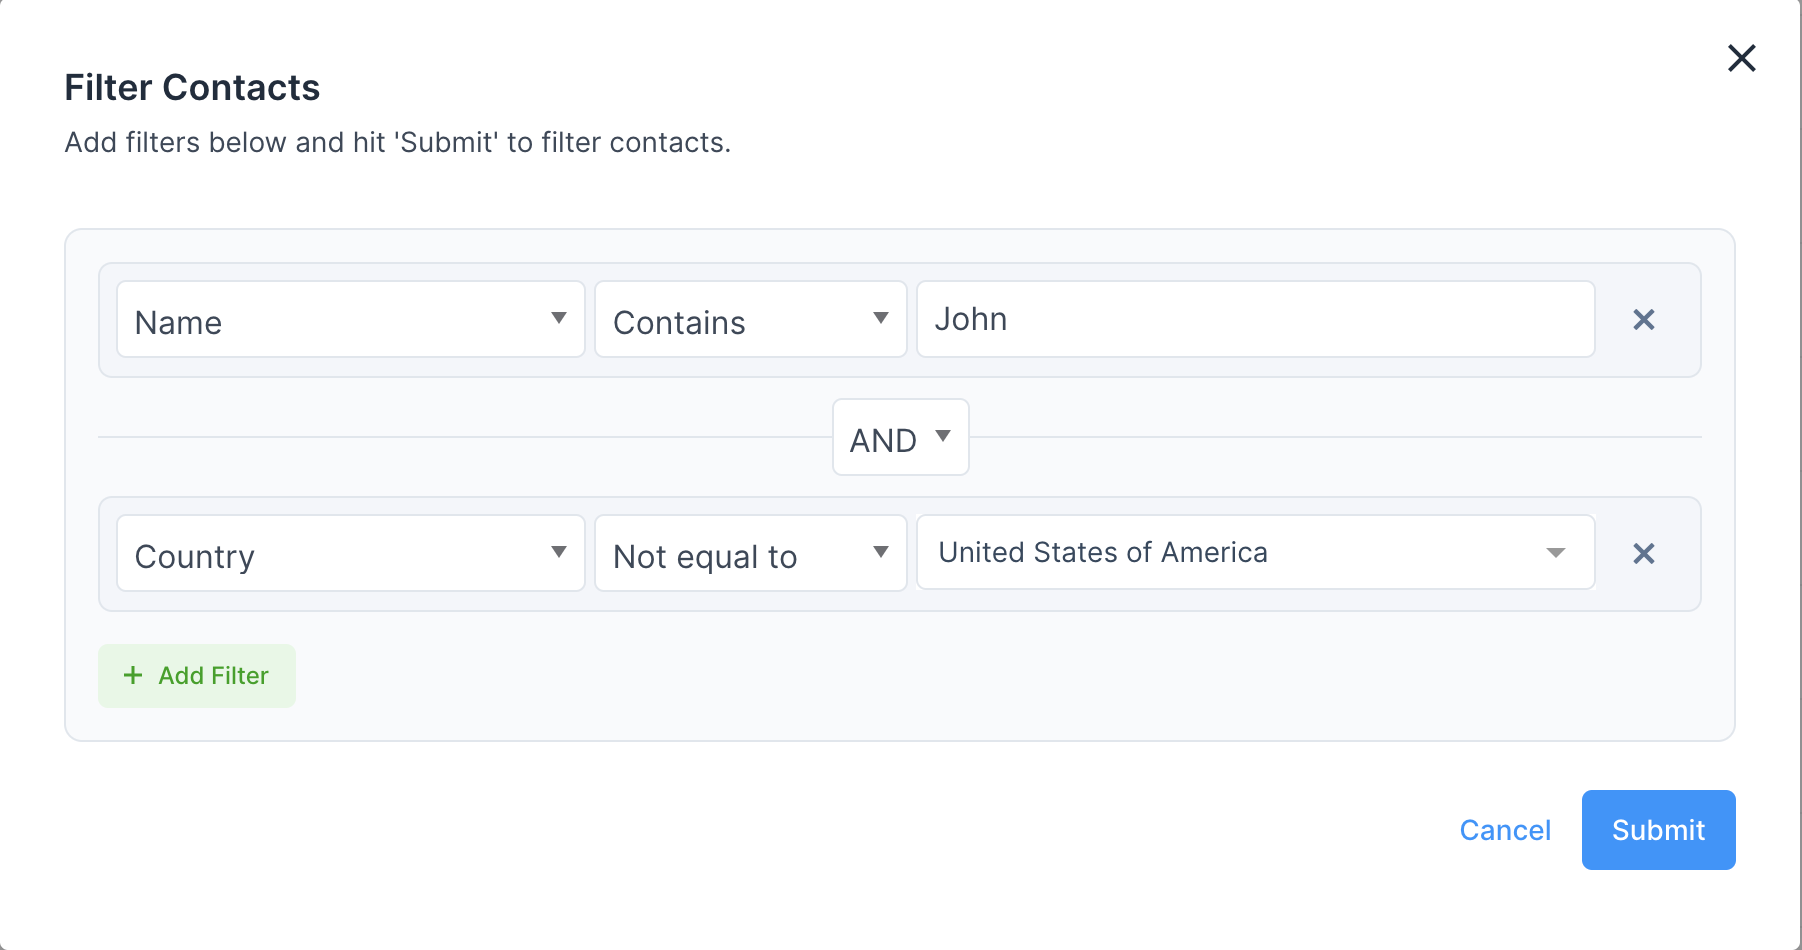 Filter Contacts
Add filters below and hit 'Submit' to filter contacts.
Name Contains John
AND
Country Not equal to United States of America
+ Add Filter
Cancel Submit